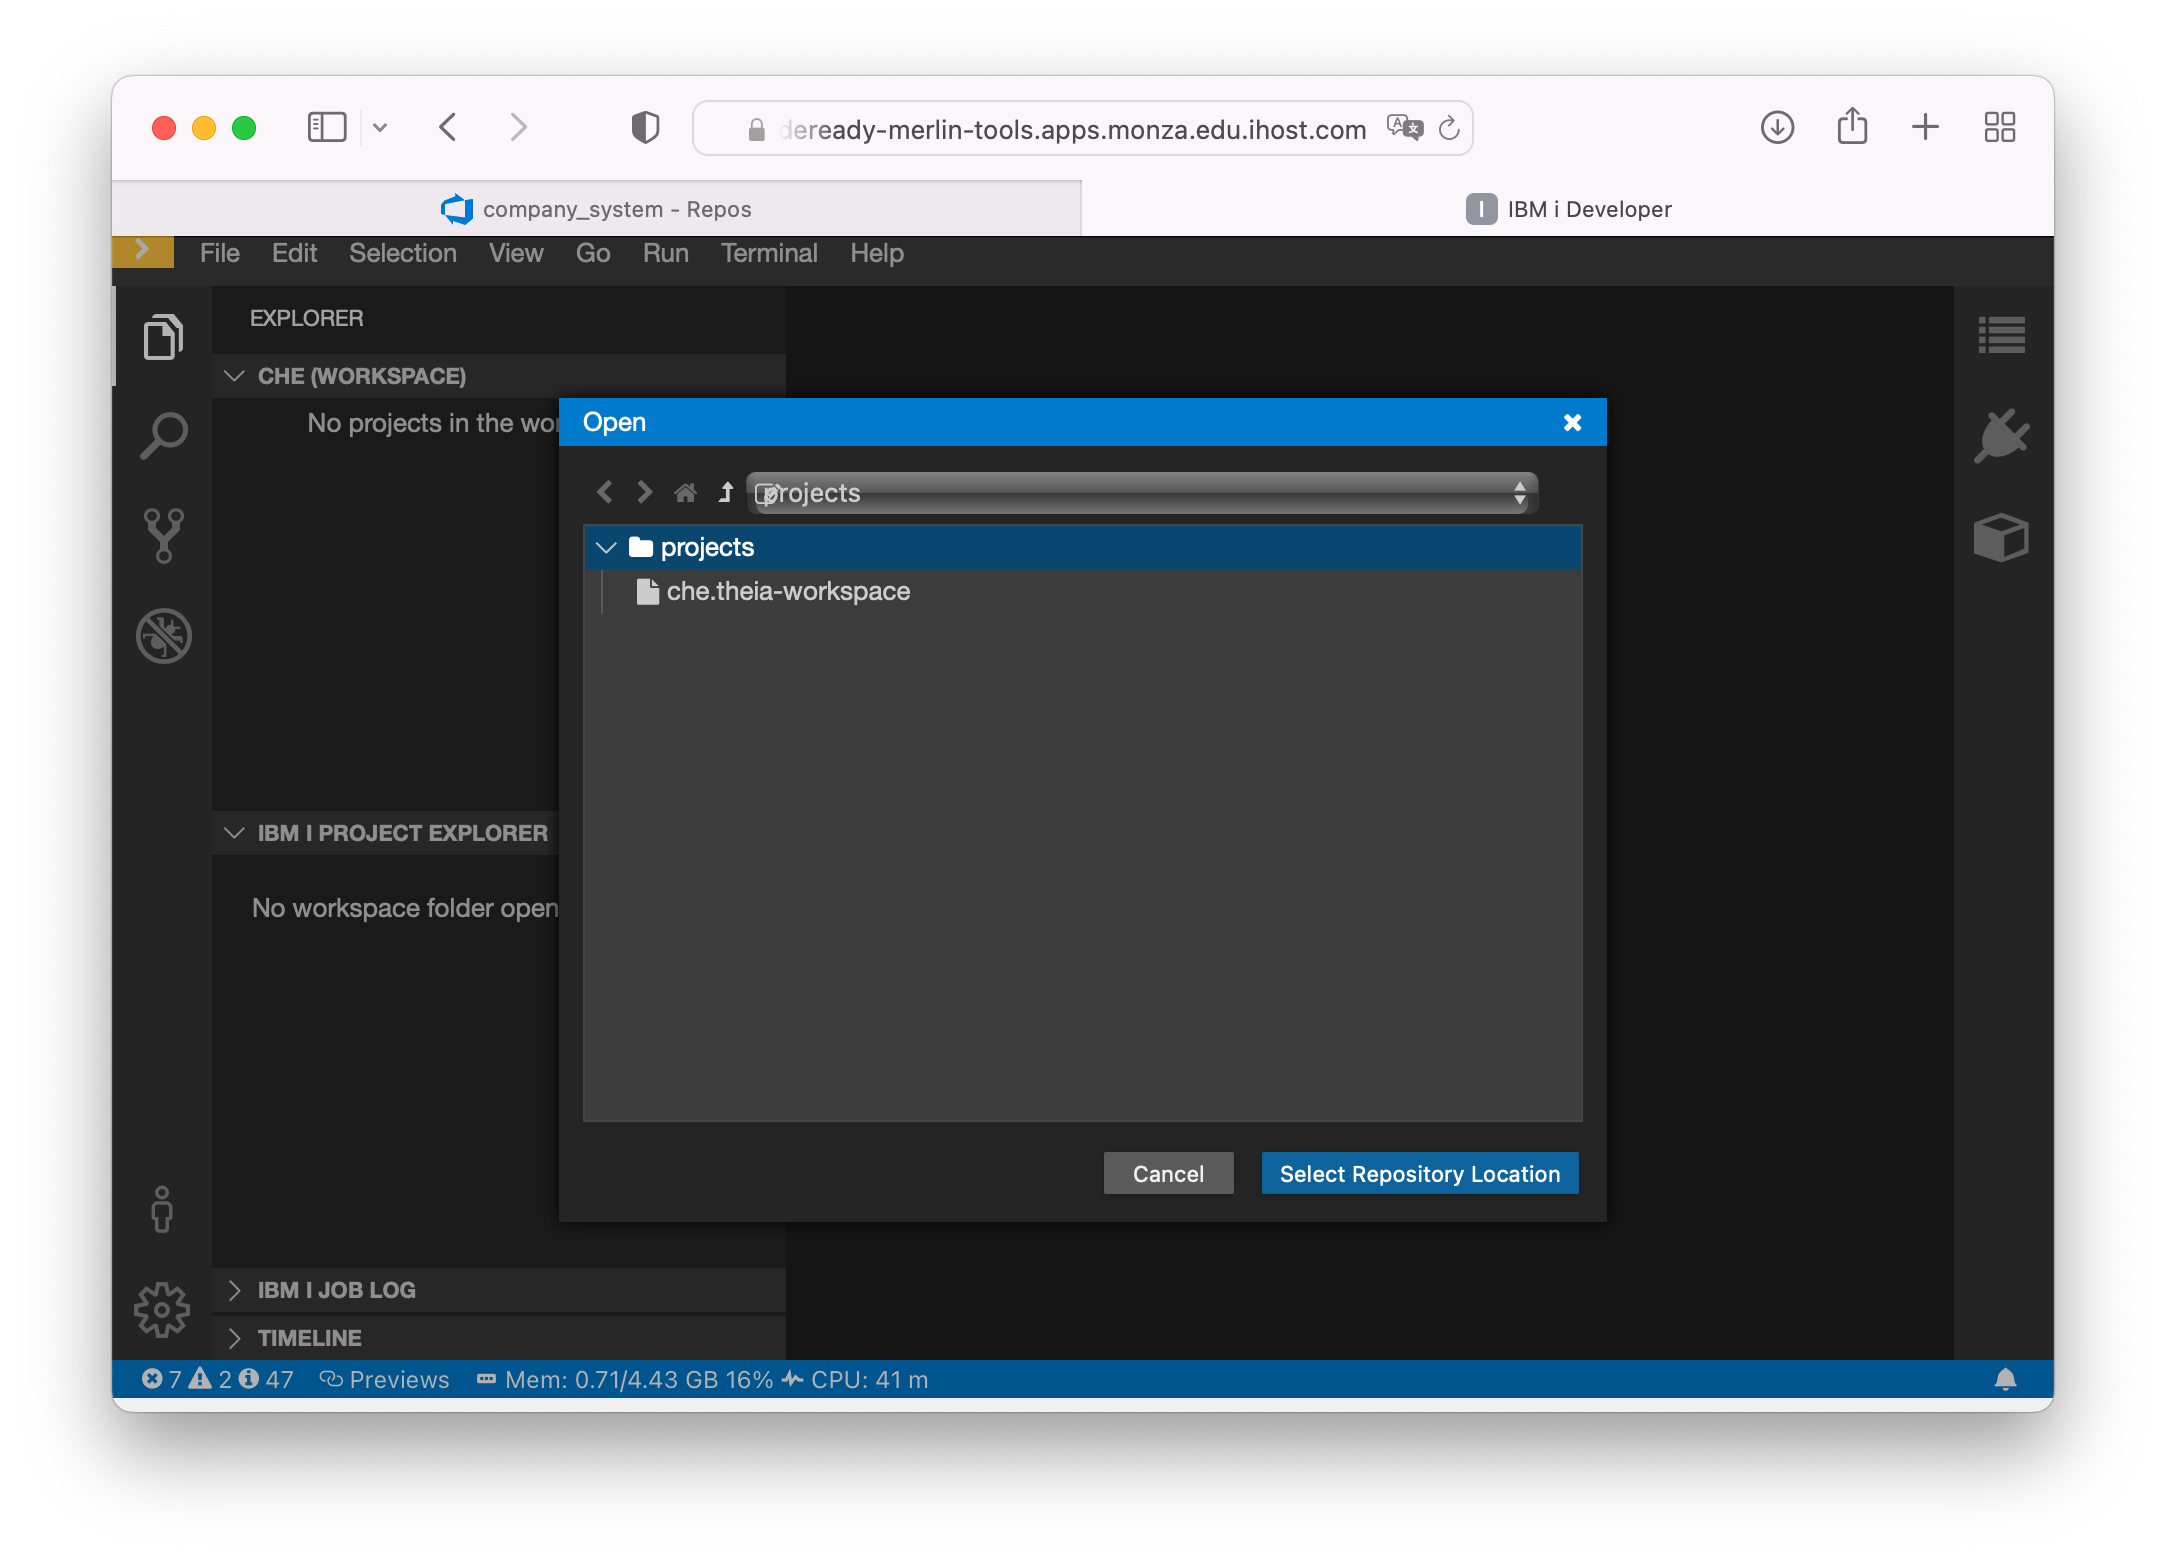 deready-merlin-tools.apps.monza.edu.ihost.com
company_system - Repos
I IBM i Developer
File Edit Selection View Go Run Terminal Help
EXPLORER
CHE (WORKSPACE)
No projects in the wo
Open
projects
projects
che.theia-workspace
IBM I PROJECT EXPLORER
No workspace folder open
Cancel Select Repository Location
IBM I JOB LOG
TIMELINE
7 2 47 Previews Mem: 0.71/4.43 GB 16% CPU: 41 m